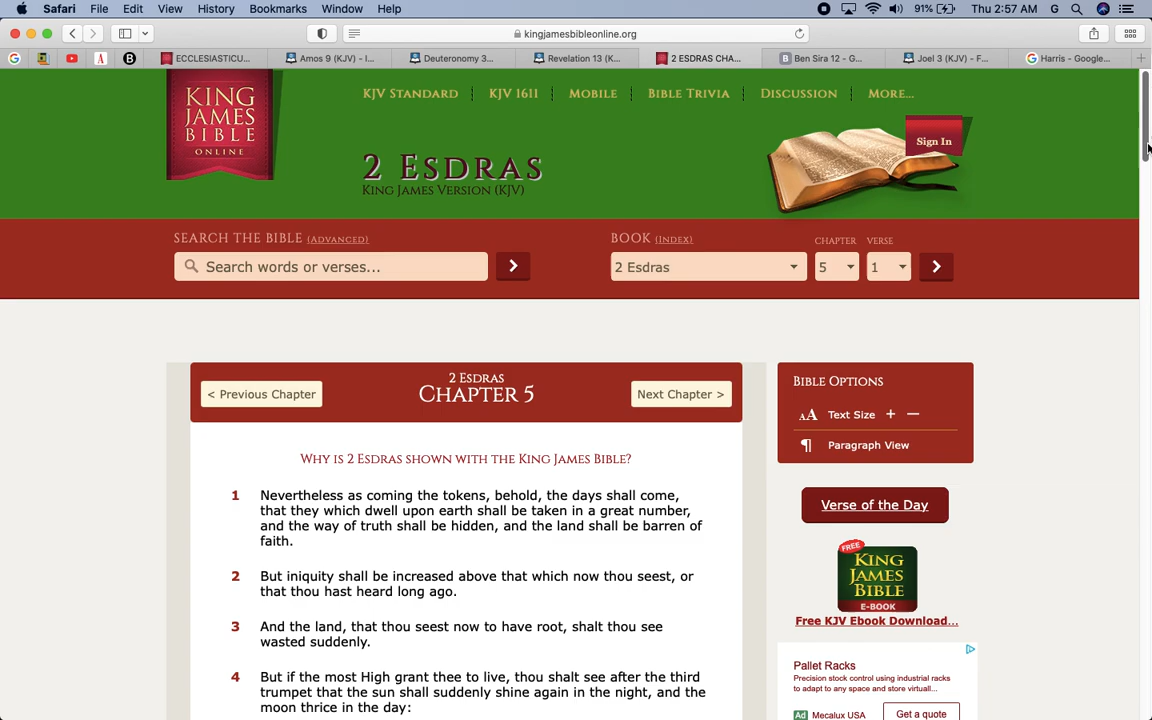 Safari File Edit View History Bookmarks Window Help 91% Thu 2:57 AM G
kingjamesbibleonline.org
ECCLESIASTICU... Amos 9 (KJV) - I... Deuteronomy 3... Revelation 13 (K... 2 ESDRAS CHA... Ben Sira 12 - G... Joel 3 (KJV) - F... Harris - Google...
KING
JAMES
BIBLE
ONLINE
KJV STANDARD KJV 1611 MOBILE BIBLE TRIVIA DISCUSSION MORE...
Sign In
2 ESDRAS
KING JAMES VERSION (KJV)
SEARCH THE BIBLE (ADVANCED)
Search words or verses...
BOOK (INDEX) CHAPTER VERSE
2 Esdras 5 1
< Previous Chapter
2 ESDRAS
CHAPTER 5
Next Chapter >
WHY IS 2 ESDRAS SHOWN WITH THE KING JAMES BIBLE?
1 Nevertheless as coming the tokens, behold, the days shall come,
that they which dwell upon earth shall be taken in a great number,
and the way of truth shall be hidden, and the land shall be barren of
faith.
2 But iniquity shall be increased above that which now thou seest, or
that thou hast heard long ago.
3 And the land, that thou seest now to have root, shalt thou see
wasted suddenly.
4 But if the most High grant thee to live, thou shalt see after the third
trumpet that the sun shall suddenly shine again in the night, and the
moon thrice in the day:
BIBLE OPTIONS
AA Text Size + −
¶ Paragraph View
Verse of the Day
FREE
KING
JAMES
BIBLE
E-BOOK
Free KJV Ebook Download...
Pallet Racks
Precision stock control using industrial racks
to adapt to any space and store virtuall...
Ad Mecalux USA Get a quote